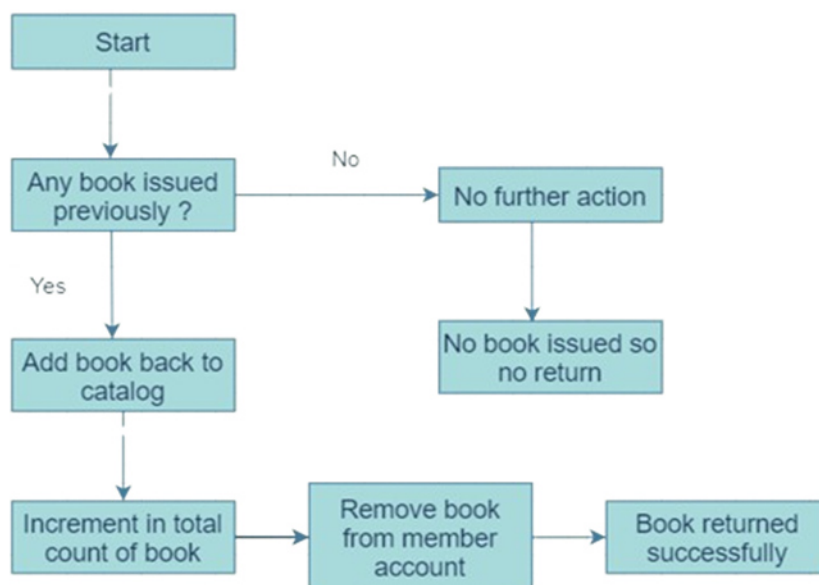 Start
No
Any book issued
previously ?
No further action
Yes
No book issued so
no return
Add book back to
catalog
Increment in total
count of book
Remove book
from member
account
Book returned
successfully